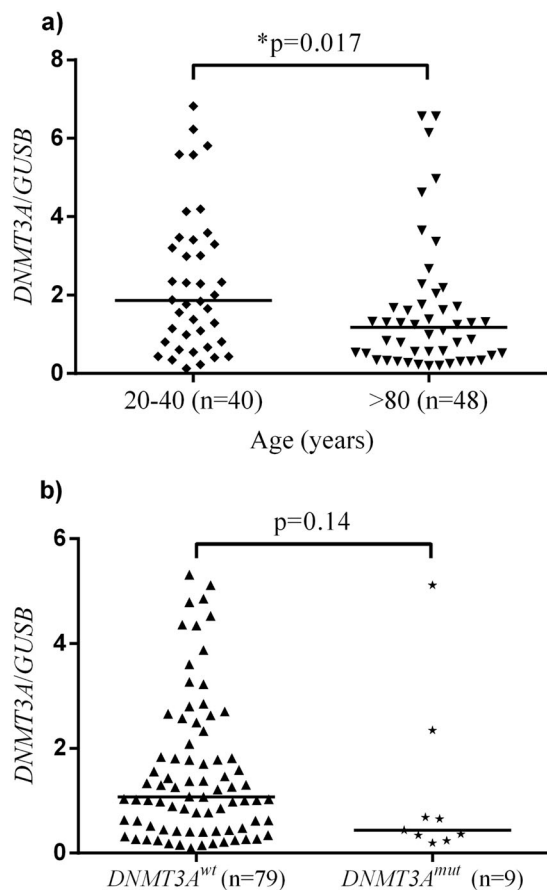 a)
*p=0.017
8
6
4
2
0
DNMT3A/GUSB
20-40 (n=40) >80 (n=48)
Age (years)
b)
p=0.14
6
4
2
0
DNMT3A/GUSB
DNMT3A^wt (n=79) DNMT3A^mut (n=9)